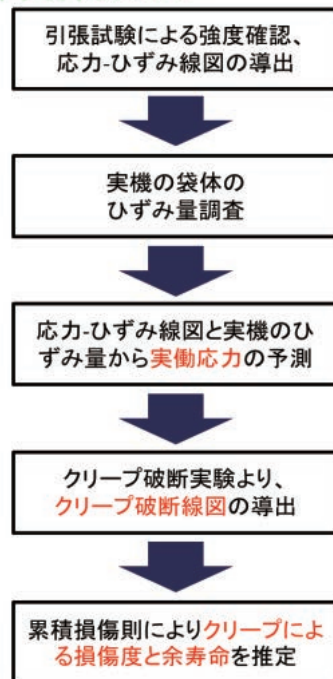 引張試験による強度確認、
応力-ひずみ線図の導出
実機の袋体の
ひずみ量調査
応力-ひずみ線図と実機のひ
ずみ量から実働応力の予測
クリープ破断実験より、
クリープ破断線図の導出
累積損傷則によりクリープによ
る損傷度と余寿命を推定